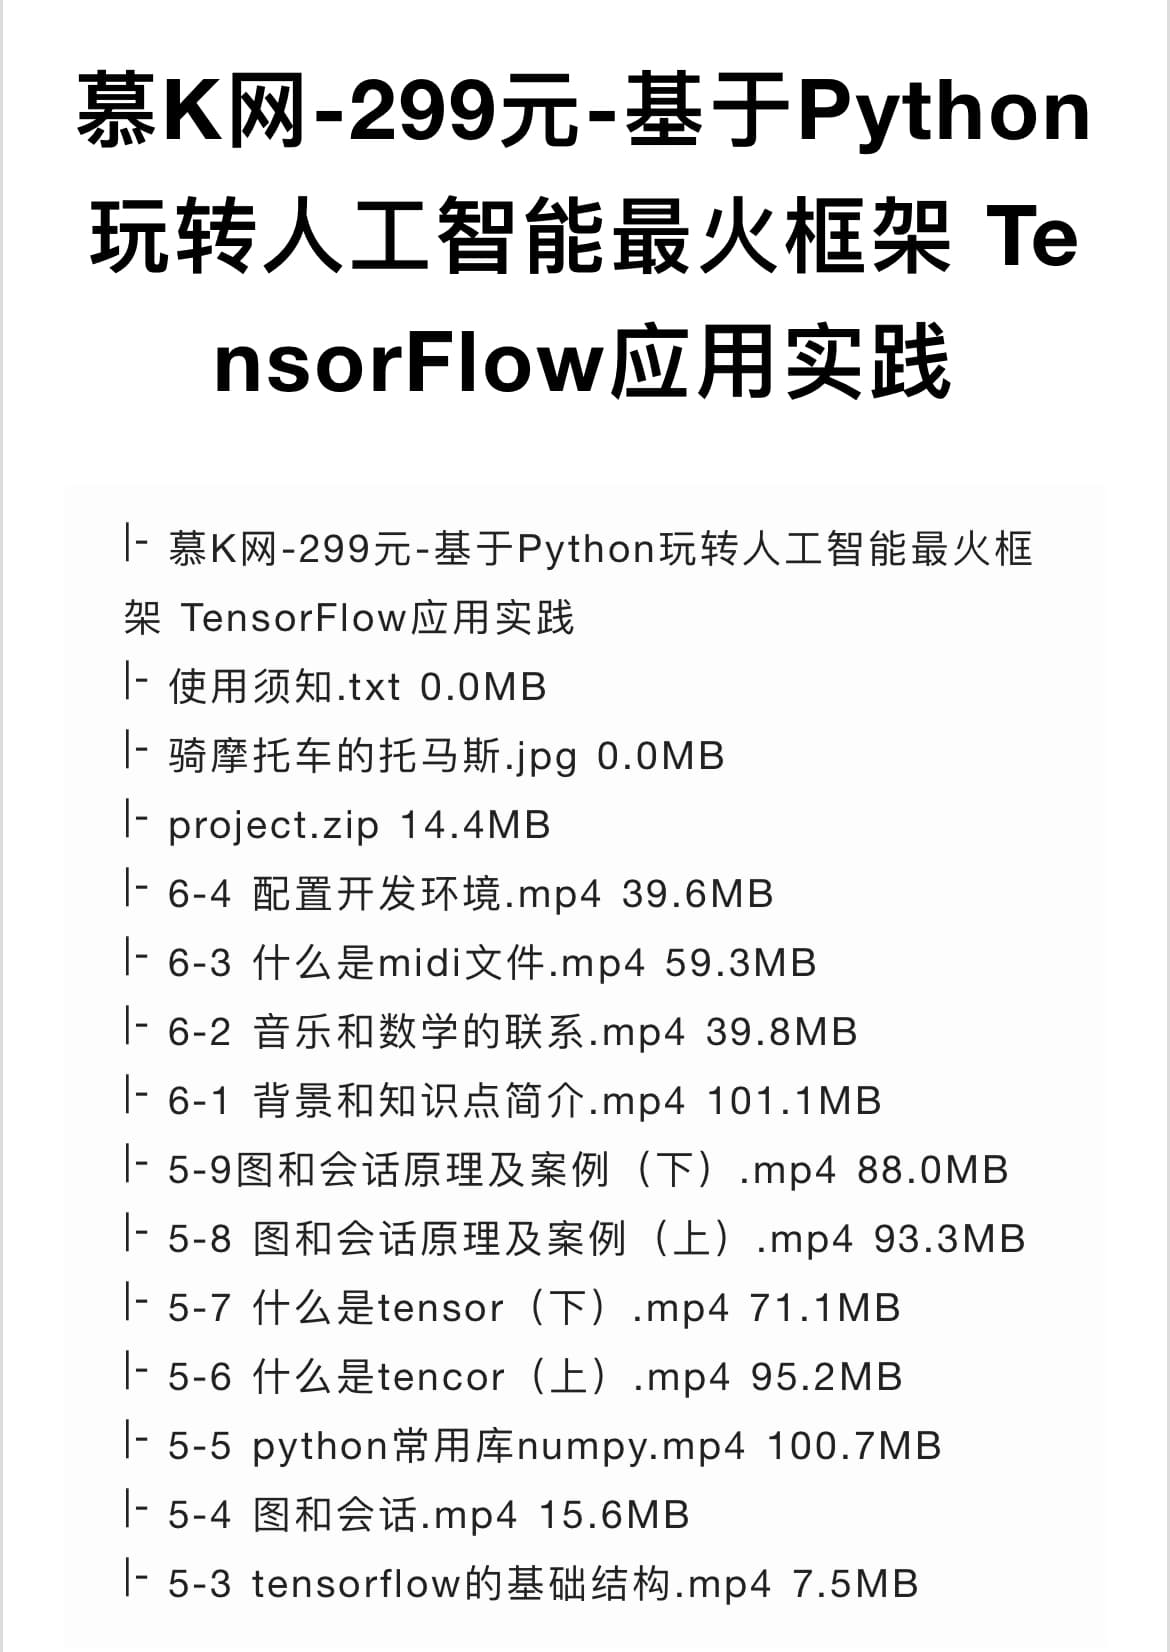 慕K网-299元-基于Python
玩转人工智能最火框架 Te
nsorFlow应用实践
|- 慕K网-299元-基于Python玩转人工智能最火框
架 TensorFlow应用实践
|- 使用须知.txt 0.0MB
|- 骑摩托车的托马斯.jpg 0.0MB
|- project.zip 14.4MB
|- 6-4 配置开发环境.mp4 39.6MB
|- 6-3 什么是midi文件.mp4 59.3MB
|- 6-2 音乐和数学的联系.mp4 39.8MB
|- 6-1 背景和知识点简介.mp4 101.1MB
|- 5-9图和会话原理及案例（下）.mp4 88.0MB
|- 5-8 图和会话原理及案例（上）.mp4 93.3MB
|- 5-7 什么是tensor（下）.mp4 71.1MB
|- 5-6 什么是tencor（上）.mp4 95.2MB
|- 5-5 python常用库numpy.mp4 100.7MB
|- 5-4 图和会话.mp4 15.6MB
|- 5-3 tensorflow的基础结构.mp4 7.5MB